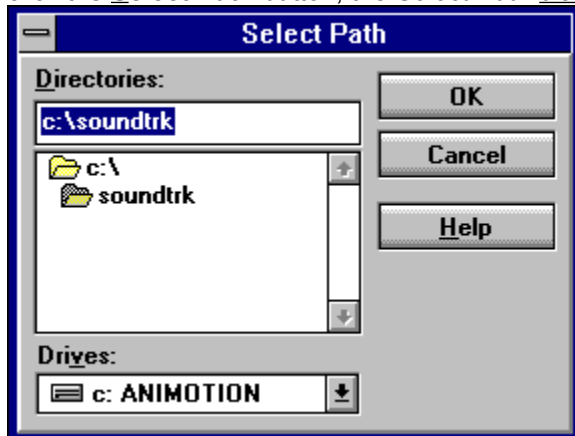 Select Path
Directories:
c:\soundtrk
c:\
soundtrk
Drives:
c: ANIMOTION
OK
Cancel
Help